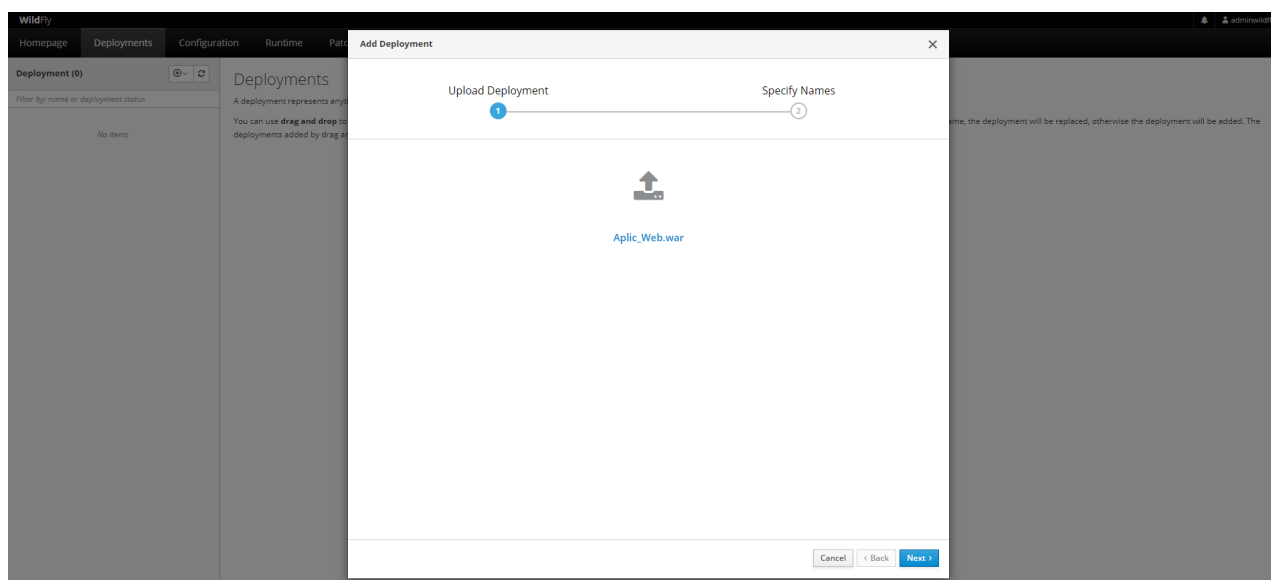 WildFly
adminwildfl
Homepage Deployments Configuration Runtime Patc
Add Deployment
Deployment (0)
Filter by: name or deployment status
No items
Deployments
A deployment represents anyt
You can use drag and drop to
deployments added by drag an
me, the deployment will be replaced, otherwise the deployment will be added. The
Upload Deployment
Specify Names
1
2
Aplic_Web.war
Cancel
< Back
Next >